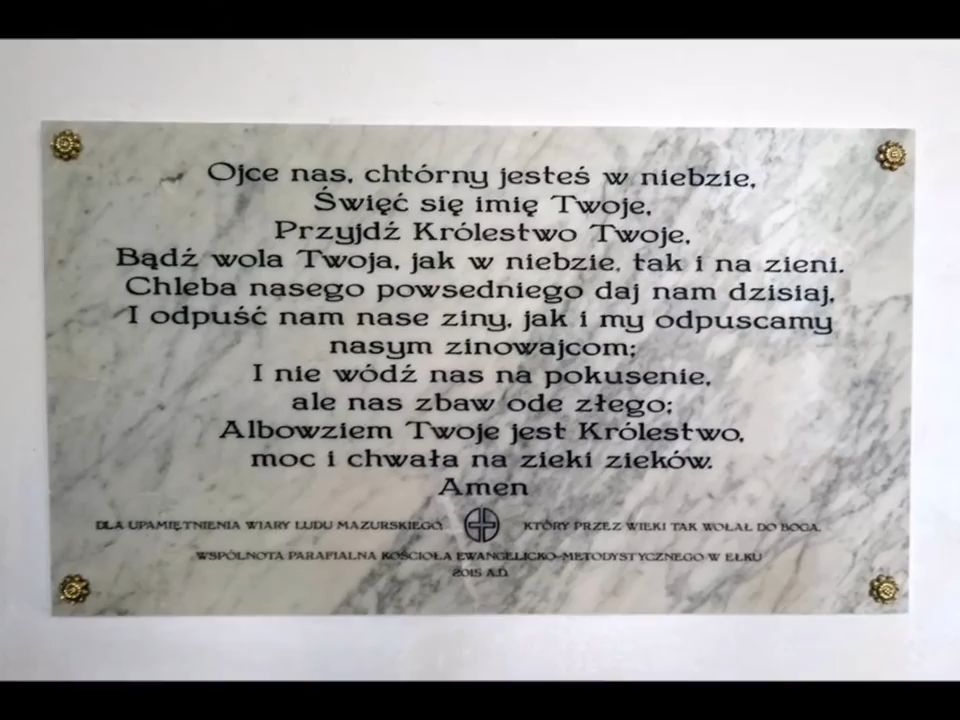 Ojce nas, chtórny jesteś w niebzie,
Święć się imię Twoje,
Przyjdź Królestwo Twoje,
Bądź wola Twoja, jak w niebzie, tak i na zieni.
Chleba nasego powsedniego daj nam dzisiaj,
I odpuść nam nase ziny, jak i my odpuscamy
nasym zinowajcom;
I nie wódź nas na pokusenie,
ale nas zbaw ode złego;
Albowziem Twoje jest Królestwo,
moc i chwała na zieki zieków.
Amen
DLA UPAMIĘTNIENIA WIARY LUDU MAZURSKIEGO, KTÓRY PRZEZ WIEKI TAK WOŁAŁ DO BOGA.
WSPÓLNOTA PARAFIALNA KOŚCIOŁA EWANGELICKO-METODYSTYCZNEGO W EŁKU
2015 A.D.